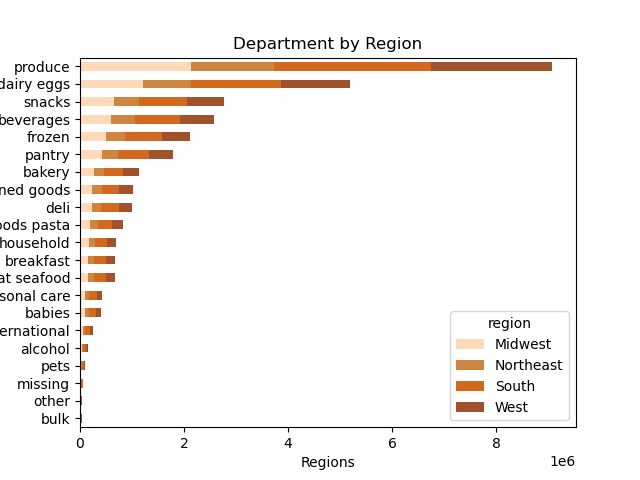 Department by Region
produce
dairy eggs
snacks
beverages
frozen
pantry
bakery
ned goods
deli
ods pasta
household
breakfast
at seafood
sonal care
babies
ernational
alcohol
pets
missing
other
bulk
0 2 4 6 8
1e6
Regions
region
Midwest
Northeast
South
West